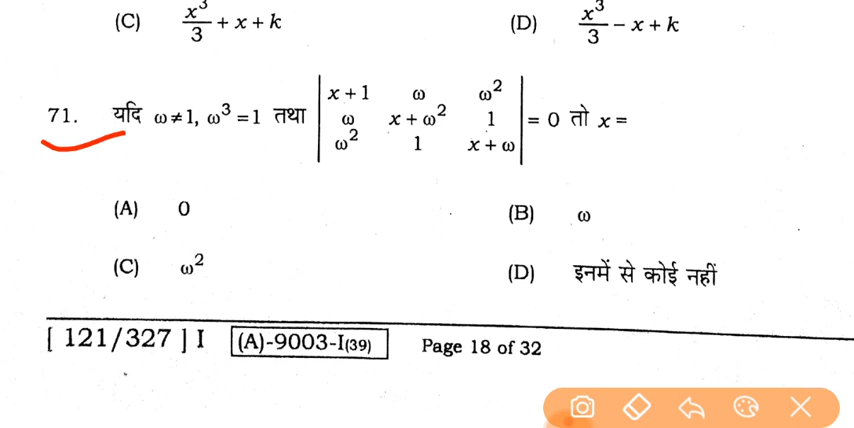 (C) x³/3 + x + k (D) x³/3 − x + k
71. यदि ω ≠ 1, ω³ = 1 तथा | x + 1 ω ω² | = 0 तो x =
| ω x + ω² 1 |
| ω² 1 x + ω |
(A) 0 (B) ω
(C) ω² (D) इनमें से कोई नहीं
[ 121/327 ] I (A)-9003-I(39) Page 18 of 32